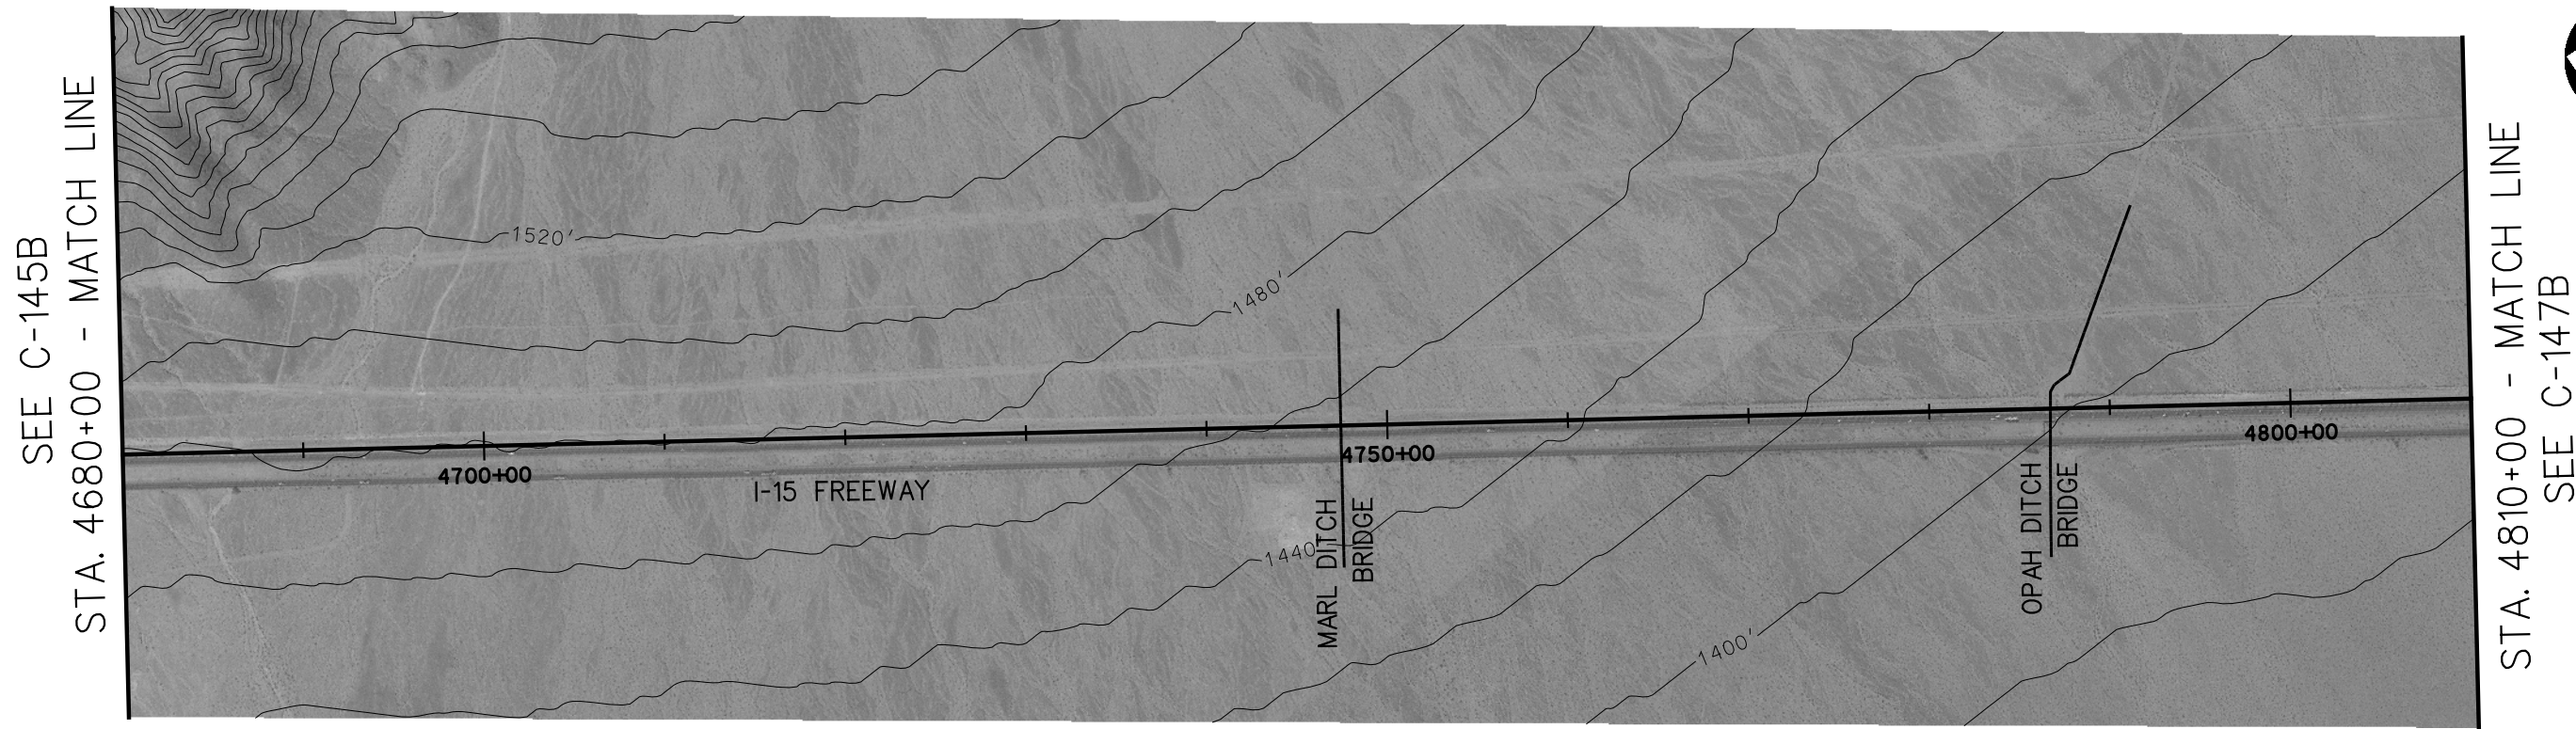 SEE C-145B
STA. 4680+00 - MATCH LINE
1520'
1480'
4700+00
I-15 FREEWAY
4750+00
MARL DITCH
BRIDGE
1440'
1400'
OPAH DITCH
BRIDGE
4800+00
STA. 4810+00 - MATCH LINE
SEE C-147B